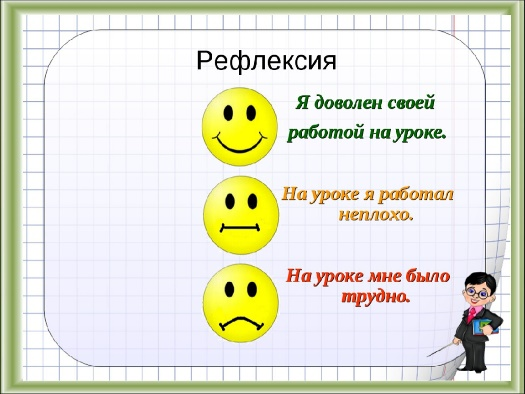 Рефлексия
Я доволен своей
работой на уроке.
На уроке я работал
неплохо.
На уроке мне было
трудно.